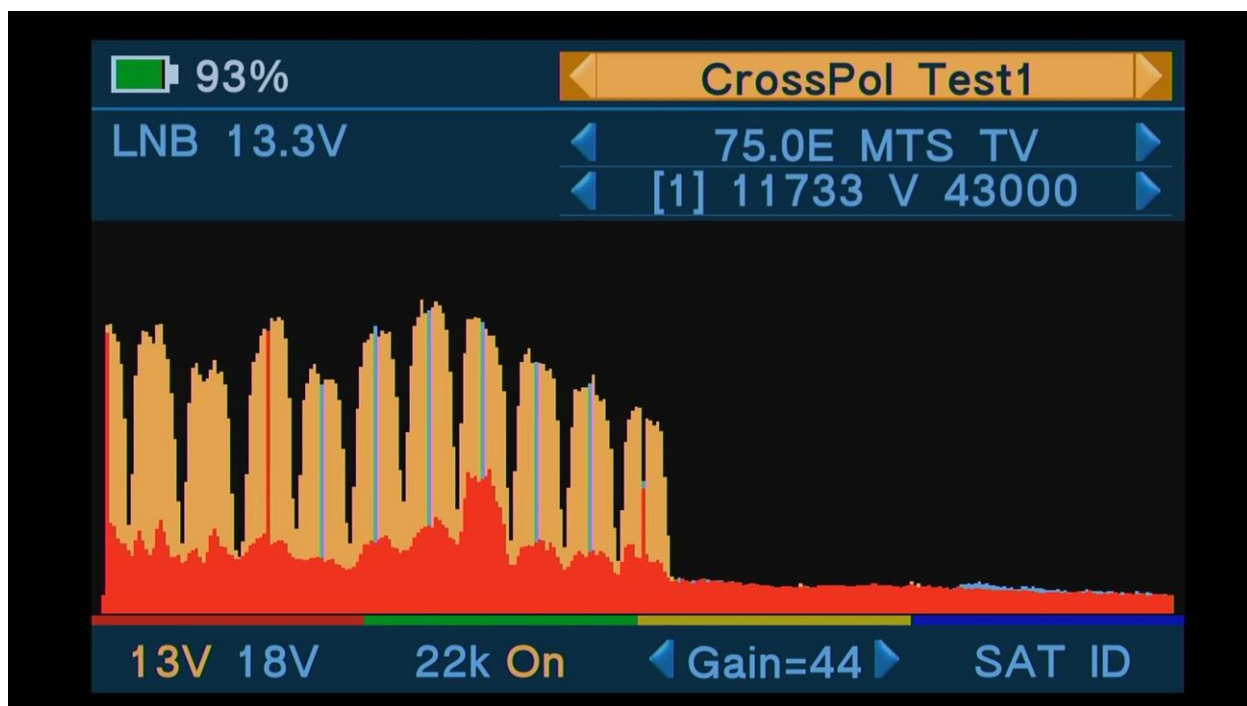 93%
CrossPol Test1
LNB 13.3V
75.0E MTS TV
[1] 11733 V 43000
13V 18V
22k On
Gain=44
SAT ID